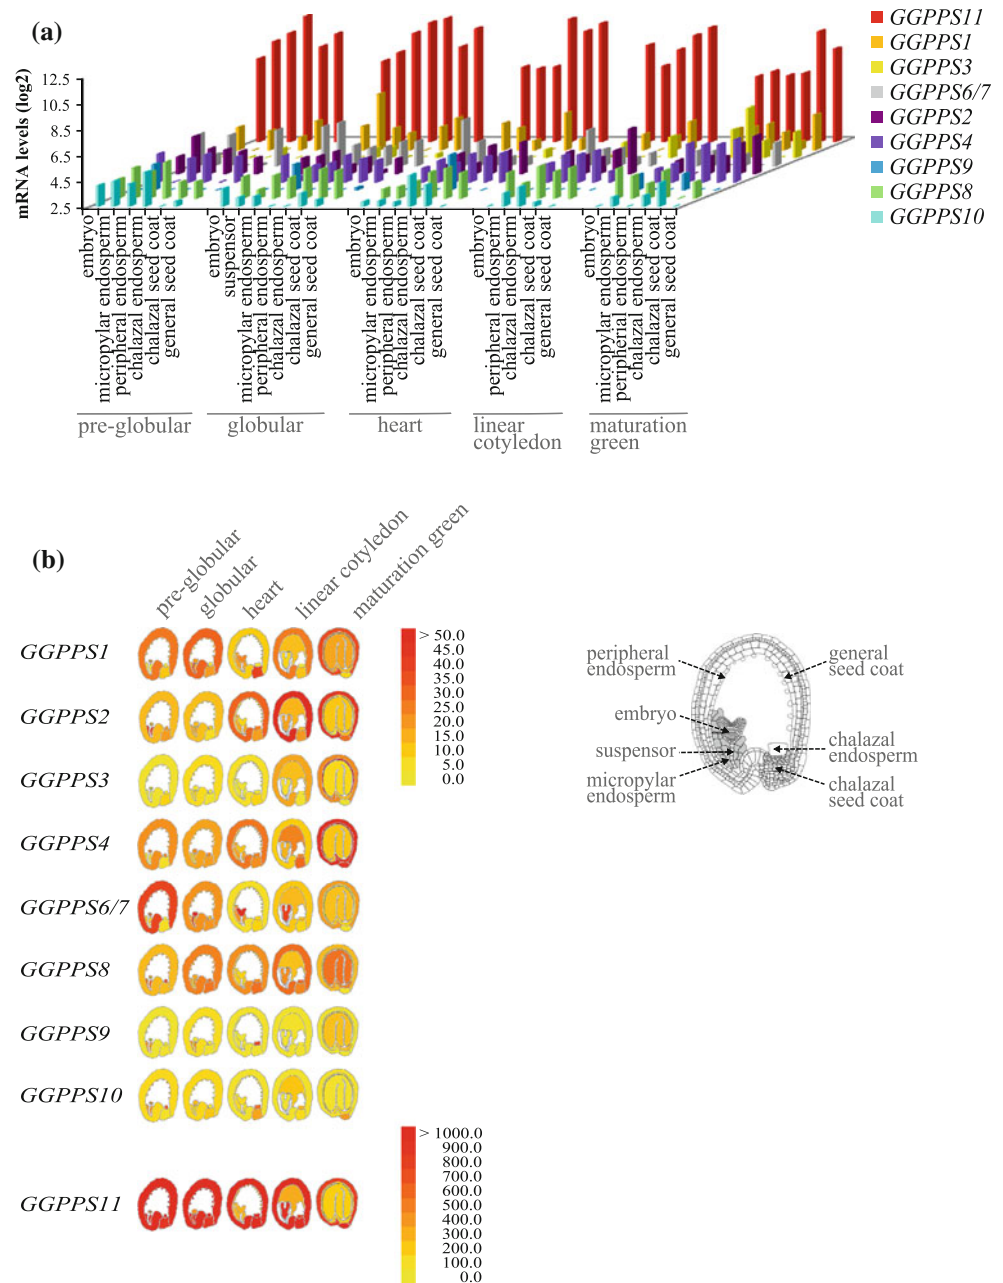 (a)
mRNA levels (log2)
12.5
10.5
8.5
6.5
4.5
2.5
GGPPS11
GGPPS1
GGPPS3
GGPPS6/7
GGPPS2
GGPPS4
GGPPS9
GGPPS8
GGPPS10
embryo
micropylar endosperm
peripheral endosperm
chalazal endosperm
chalazal seed coat
general seed coat
embryo
suspensor
micropylar endosperm
peripheral endosperm
chalazal endosperm
chalazal seed coat
general seed coat
embryo
micropylar endosperm
peripheral endosperm
chalazal endosperm
chalazal seed coat
general seed coat
embryo
peripheral endosperm
chalazal endosperm
chalazal seed coat
general seed coat
embryo
micropylar endosperm
peripherial endosperm
chalazal endosperm
chalazal seed coat
general seed coat
pre-globular
globular
heart
linear
cotyledon
maturation
green
(b)
pre-globular
globular
heart
linear cotyledon
maturation green
GGPPS1
GGPPS2
GGPPS3
GGPPS4
GGPPS6/7
GGPPS8
GGPPS9
GGPPS10
GGPPS11
> 50.0
45.0
40.0
35.0
30.0
25.0
20.0
15.0
10.0
5.0
0.0
peripheral
endosperm
embryo
suspensor
micropylar
endosperm
general
seed coat
chalazal
endosperm
chalazal
seed coat
> 1000.0
900.0
800.0
700.0
600.0
500.0
400.0
300.0
200.0
100.0
0.0